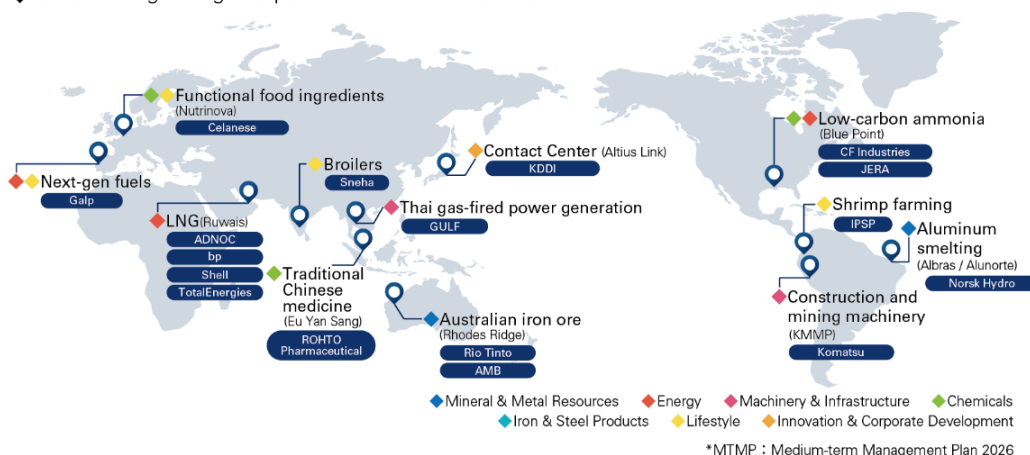 Functional food ingredients
(Nutrinova)
Celanese
Next-gen fuels
Galp
LNG(Ruwais)
ADNOC
bp
Shell
TotalEnergies
Broilers
Sneha
Contact Center (Altius Link)
KDDI
Thai gas-fired power generation
GULF
Traditional
Chinese
medicine
(Eu Yan Sang)
ROHTO
Pharmaceutical
Australian iron ore
(Rhodes Ridge)
Rio Tinto
AMB
Low-carbon ammonia
(Blue Point)
CF Industries
JERA
Shrimp farming
IPSP
Aluminum
smelting
(Albras / Alunorte)
Norsk Hydro
Construction and
mining machinery
(KMMP)
Komatsu
Mineral & Metal Resources Energy Machinery & Infrastructure Chemicals
Iron & Steel Products Lifestyle Innovation & Corporate Development
*MTMP：Medium-term Management Plan 2026